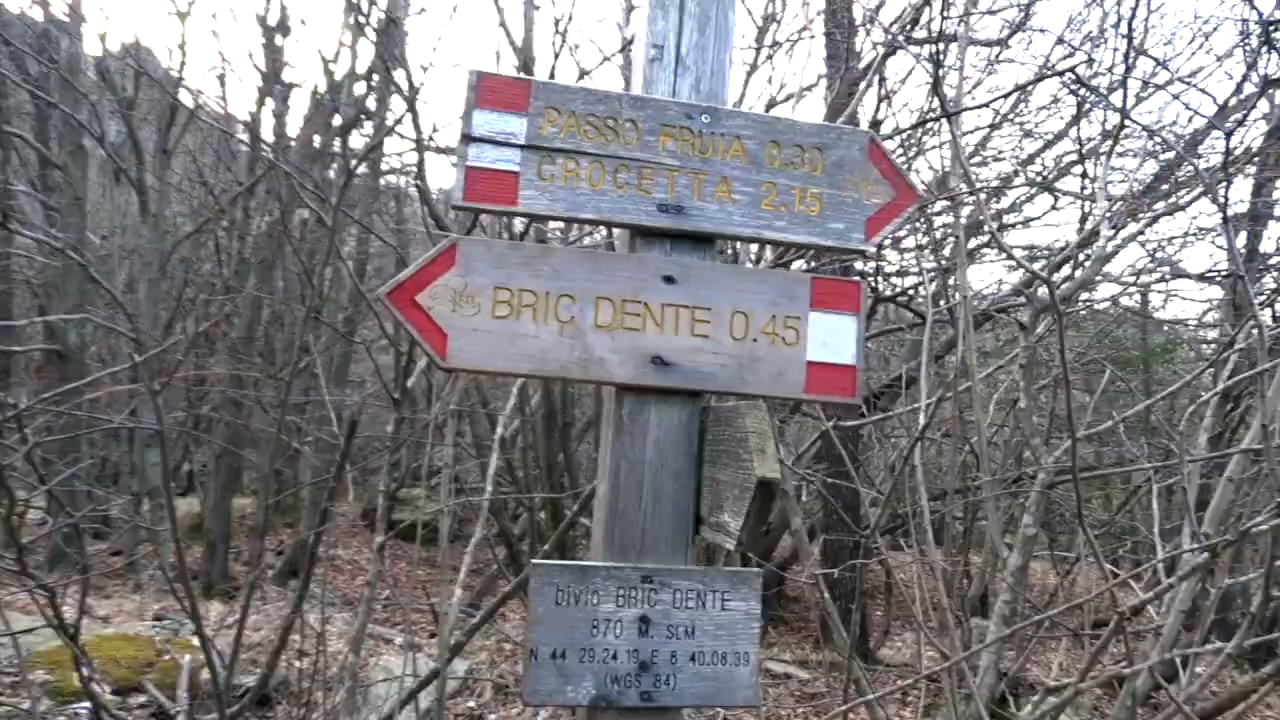 PASSO FRUIA 0.30
CROCETTA 2.15
BRIC DENTE 0.45
bivio BRIC DENTE
870 M. SLM
N 44 29.24.19 E 8 40.08.39
(WGS 84)